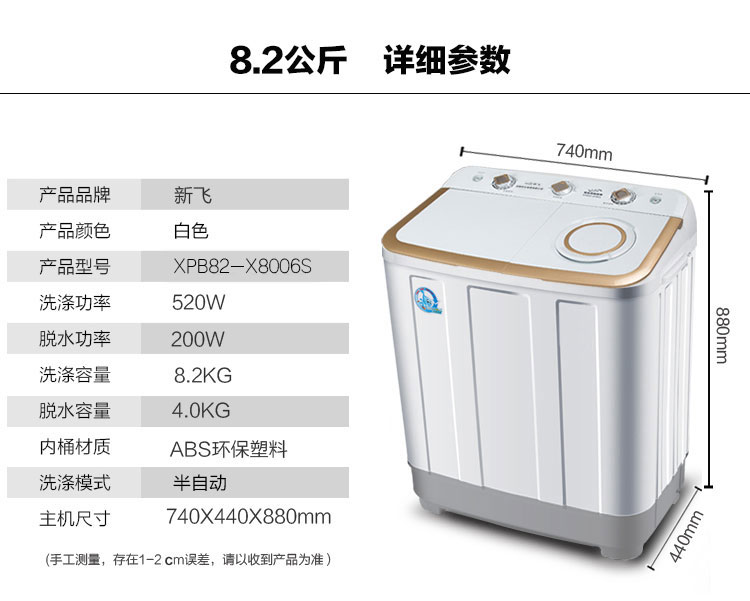 8.2公斤 详细参数
740mm
产品品牌 新飞
产品颜色 白色
产品型号 XPB82-X8006S
洗涤功率 520W
脱水功率 200W
洗涤容量 8.2KG
脱水容量 4.0KG
内桶材质 ABS环保塑料
洗涤模式 半自动
主机尺寸 740X440X880mm
(手工测量，存在1-2 cm误差，请以收到产品为准)
880mm
440mm